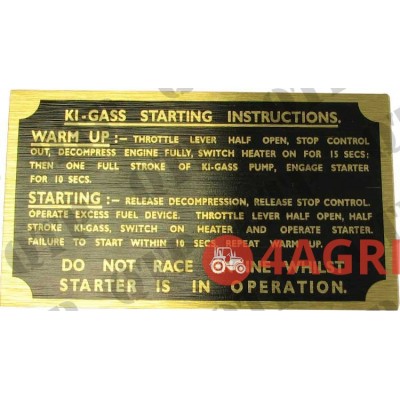 KI-GASS STARTING INSTRUCTIONS.
WARM UP :- THROTTLE LEVER HALF OPEN, STOP CONTROL
OUT, DECOMPRESS ENGINE FULLY, SWITCH HEATER ON FOR 15 SECS:
THEN ONE FULL STROKE OF KI-GASS PUMP, ENGAGE STARTER
FOR 10 SECS.
STARTING :- RELEASE DECOMPRESSION, RELEASE STOP CONTROL.
OPERATE EXCESS FUEL DEVICE. THROTTLE LEVER HALF OPEN, HALF
STROKE KI-GASS, SWITCH ON HEATER AND OPERATE STARTER.
FAILURE TO START WITHIN 10 SECS. REPEAT WARM UP.
4AGRI
DO NOT RACE WHILST
STARTER IS IN OPERATION.